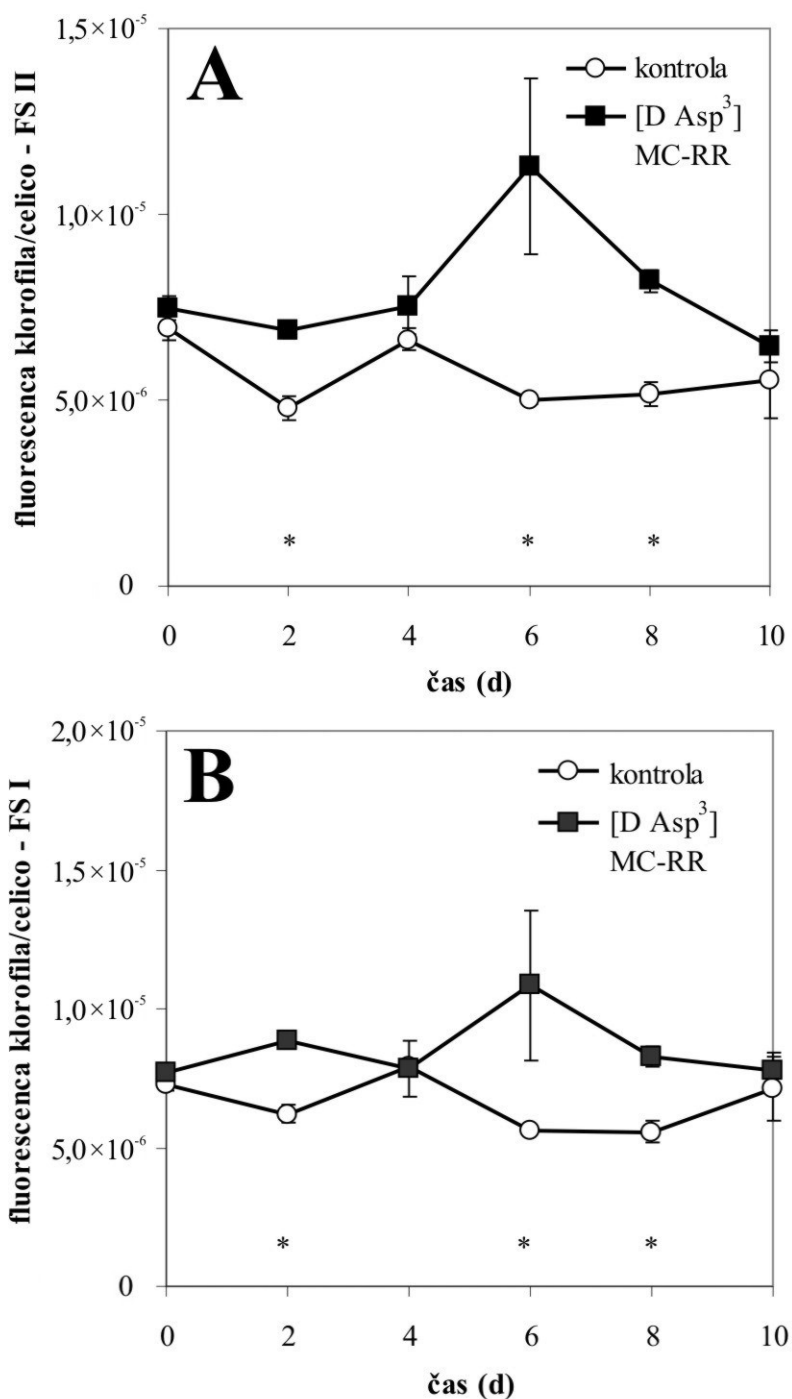 A
kontrola
[D Asp³]
MC-RR
fluorescenca klorofila/celico - FS II
1,5×10⁻⁵
1,0×10⁻⁵
5,0×10⁻⁶
0
* * *
0 2 4 6 8 10
čas (d)
B
kontrola
[D Asp³]
MC-RR
fluorescenca klorofila/celico - FS I
2,0×10⁻⁵
1,5×10⁻⁵
1,0×10⁻⁵
5,0×10⁻⁶
0
* * *
0 2 4 6 8 10
čas (d)